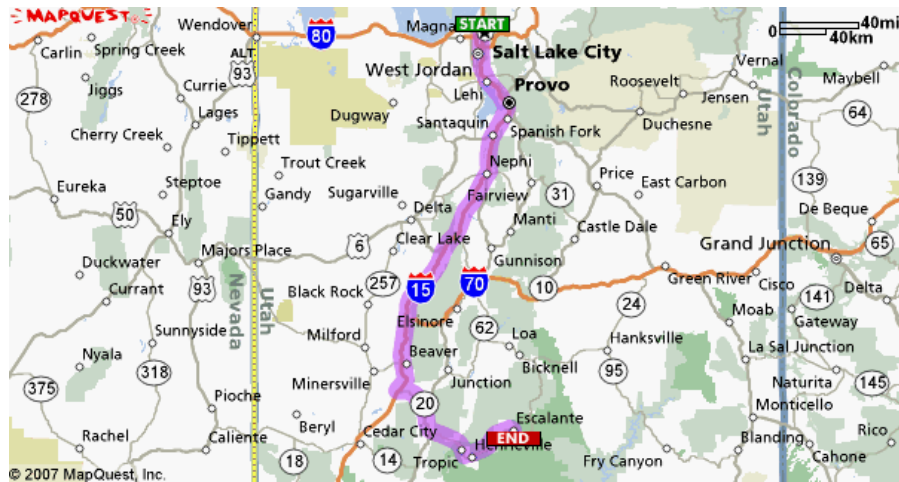 MAPQUEST
START
Wendover
80
Magna
40mi
0
40km
Carlin
Spring Creek
ALT
93
Salt Lake City
West Jordan
Vernal
Maybell
278
Jiggs
Currie
Lehi
Provo
Roosevelt
Jensen
Utah
Colorado
64
Lages
Dugway
Santaquin
Spanish Fork
Duchesne
Cherry Creek
Tippett
Nephi
Trout Creek
Steptoe
Price
139
Eureka
Gandy
Sugarville
Fairview
31
East Carbon
50
Ely
Delta
Manti
De Beque
6
Castle Dale
Majors Place
Clear Lake
Gunnison
Grand Junction
65
Duckwater
257
15
70
10
Green River
Cisco
Currant
93
Nevada
Utah
Black Rock
24
141
Delta
Elsinore
Moab
Gateway
Sunnyside
Milford
62
Loa
Hanksville
Nyala
318
Beaver
95
La Sal Junction
375
Minersville
Junction
Bicknell
Naturita
145
Pioche
20
Monticello
Beryl
Escalante
Rachel
Caliente
Cedar City
END
Blanding
Rico
18
14
Tropic
Henrieville
Fry Canyon
Cahone
© 2007 MapQuest, Inc.